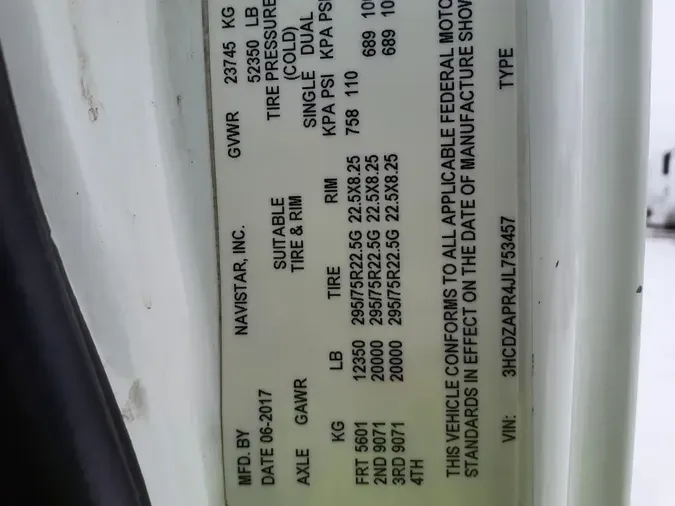 MFD. BY NAVISTAR, INC. GVWR 23745 KG
DATE 06-2017 52350 LB
SUITABLE TIRE PRESSURE
AXLE GAWR TIRE & RIM (COLD)
SINGLE DUAL
KG LB TIRE RIM KPA PSI KPA PSI
FRT 5601 12350 295/75R22.5G 22.5X8.25 758 110
2ND 9071 20000 295/75R22.5G 22.5X8.25 689
3RD 9071 20000 295/75R22.5G 22.5X8.25 689
4TH
THIS VEHICLE CONFORMS TO ALL APPLICABLE FEDERAL
STANDARDS IN EFFECT ON THE DATE OF MANUFACTURE
VIN: 3HCDZAPR4JL753457 TYPE